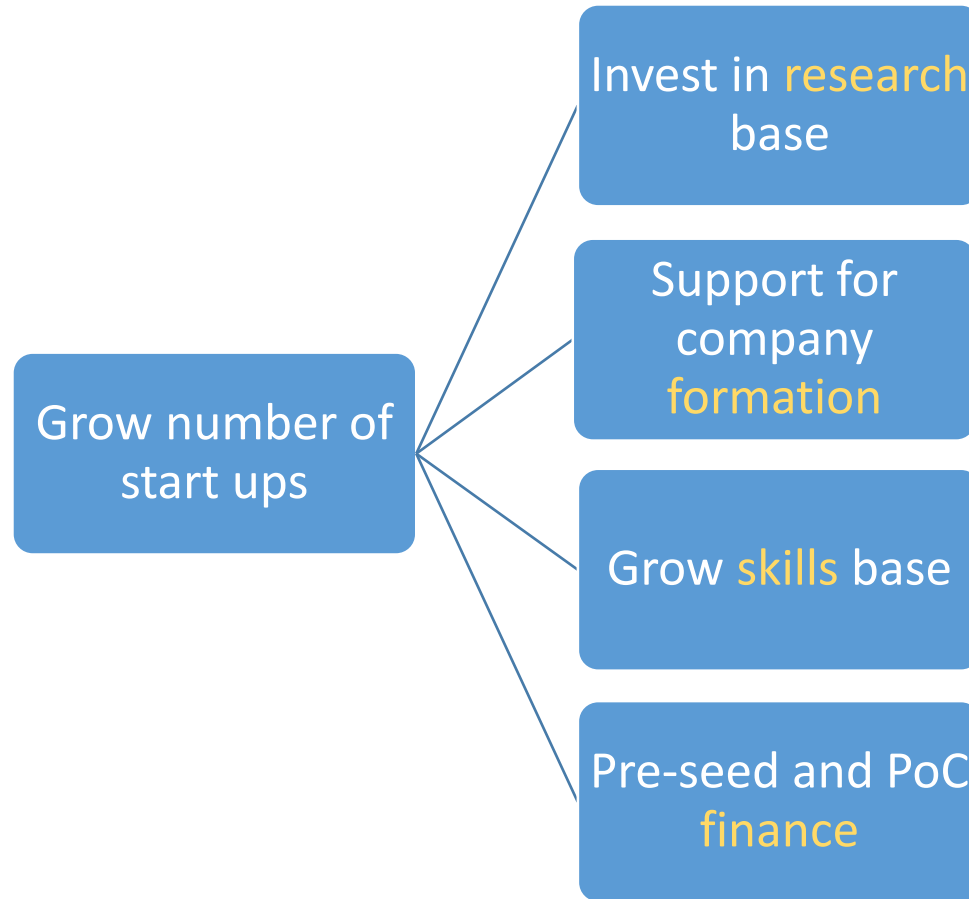 Invest in research
base
Support for
company
formation
Grow number of
start ups
Grow skills base
Pre-seed and PoC
finance